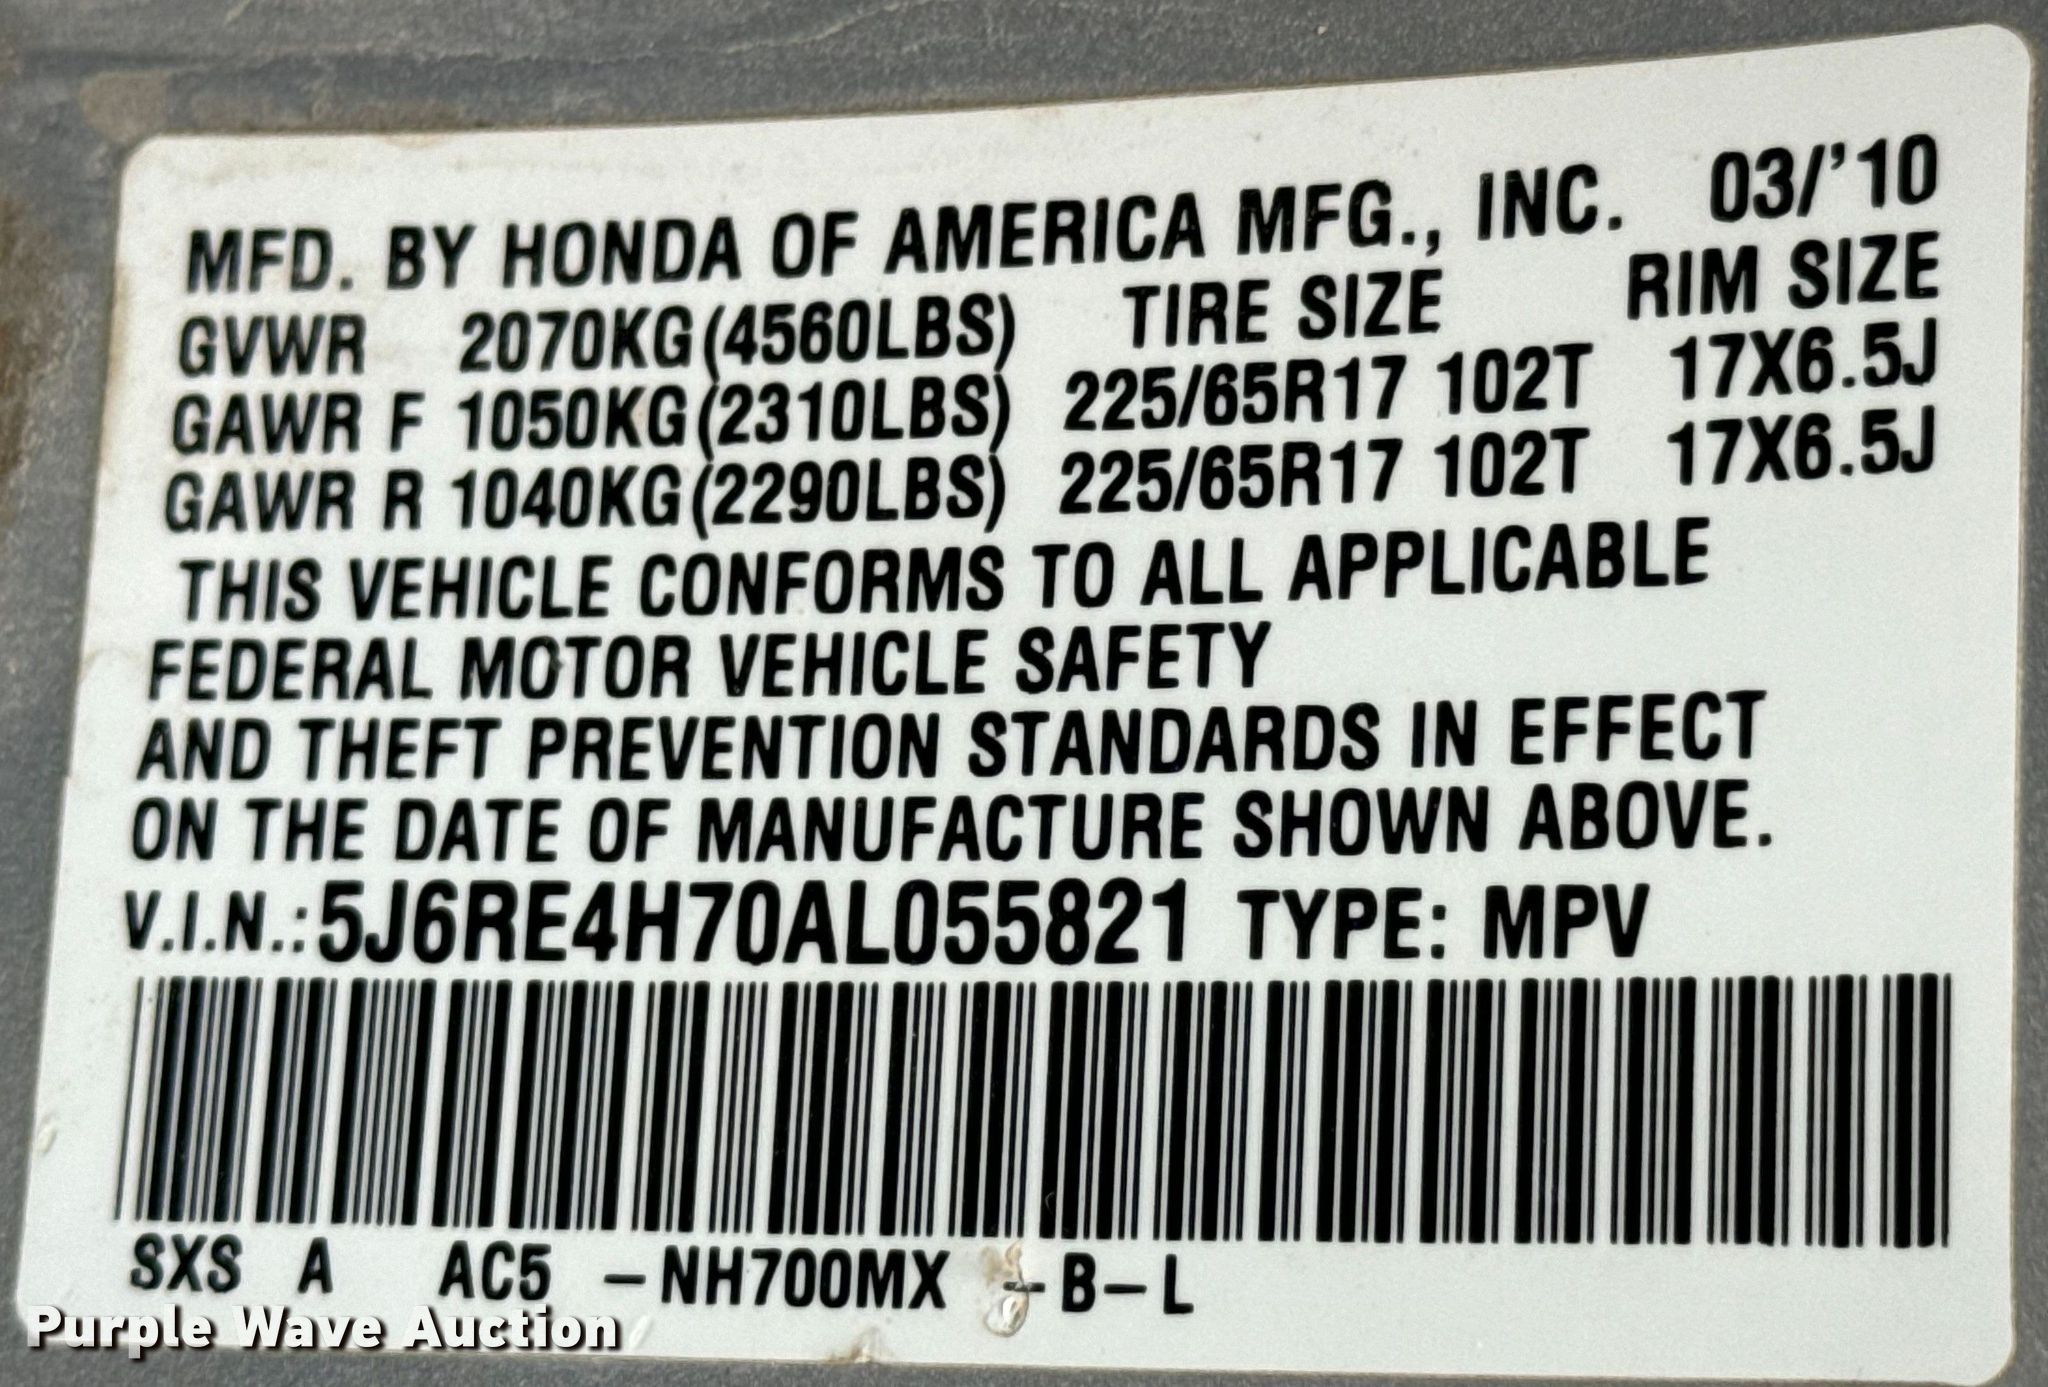 MFD. BY HONDA OF AMERICA MFG., INC. 03/'10
GVWR 2070KG(4560LBS) TIRE SIZE RIM SIZE
GAWR F 1050KG(2310LBS) 225/65R17 102T 17X6.5J
GAWR R 1040KG(2290LBS) 225/65R17 102T 17X6.5J
THIS VEHICLE CONFORMS TO ALL APPLICABLE
FEDERAL MOTOR VEHICLE SAFETY
AND THEFT PREVENTION STANDARDS IN EFFECT
ON THE DATE OF MANUFACTURE SHOWN ABOVE.
V.I.N.:5J6RE4H70AL055821 TYPE: MPV
SXS A AC5 –NH700MX –B–L
Purple Wave Auction